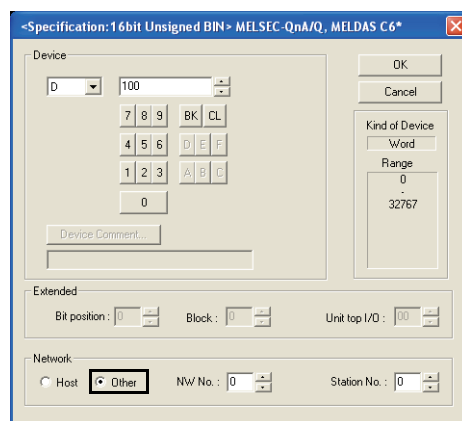 <Specification:16bit Unsigned BIN> MELSEC-QnA/Q, MELDAS C6*
Device
D 100
7 8 9 BK CL
4 5 6 D E F
1 2 3 A B C
0
Device Comment...
OK
Cancel
Kind of Device
Word
Range
0
-
32767
Extended
Bit position : 0 Block : 0 Unit top I/O : 00
Network
Host Other NW No. : 0 Station No. : 0